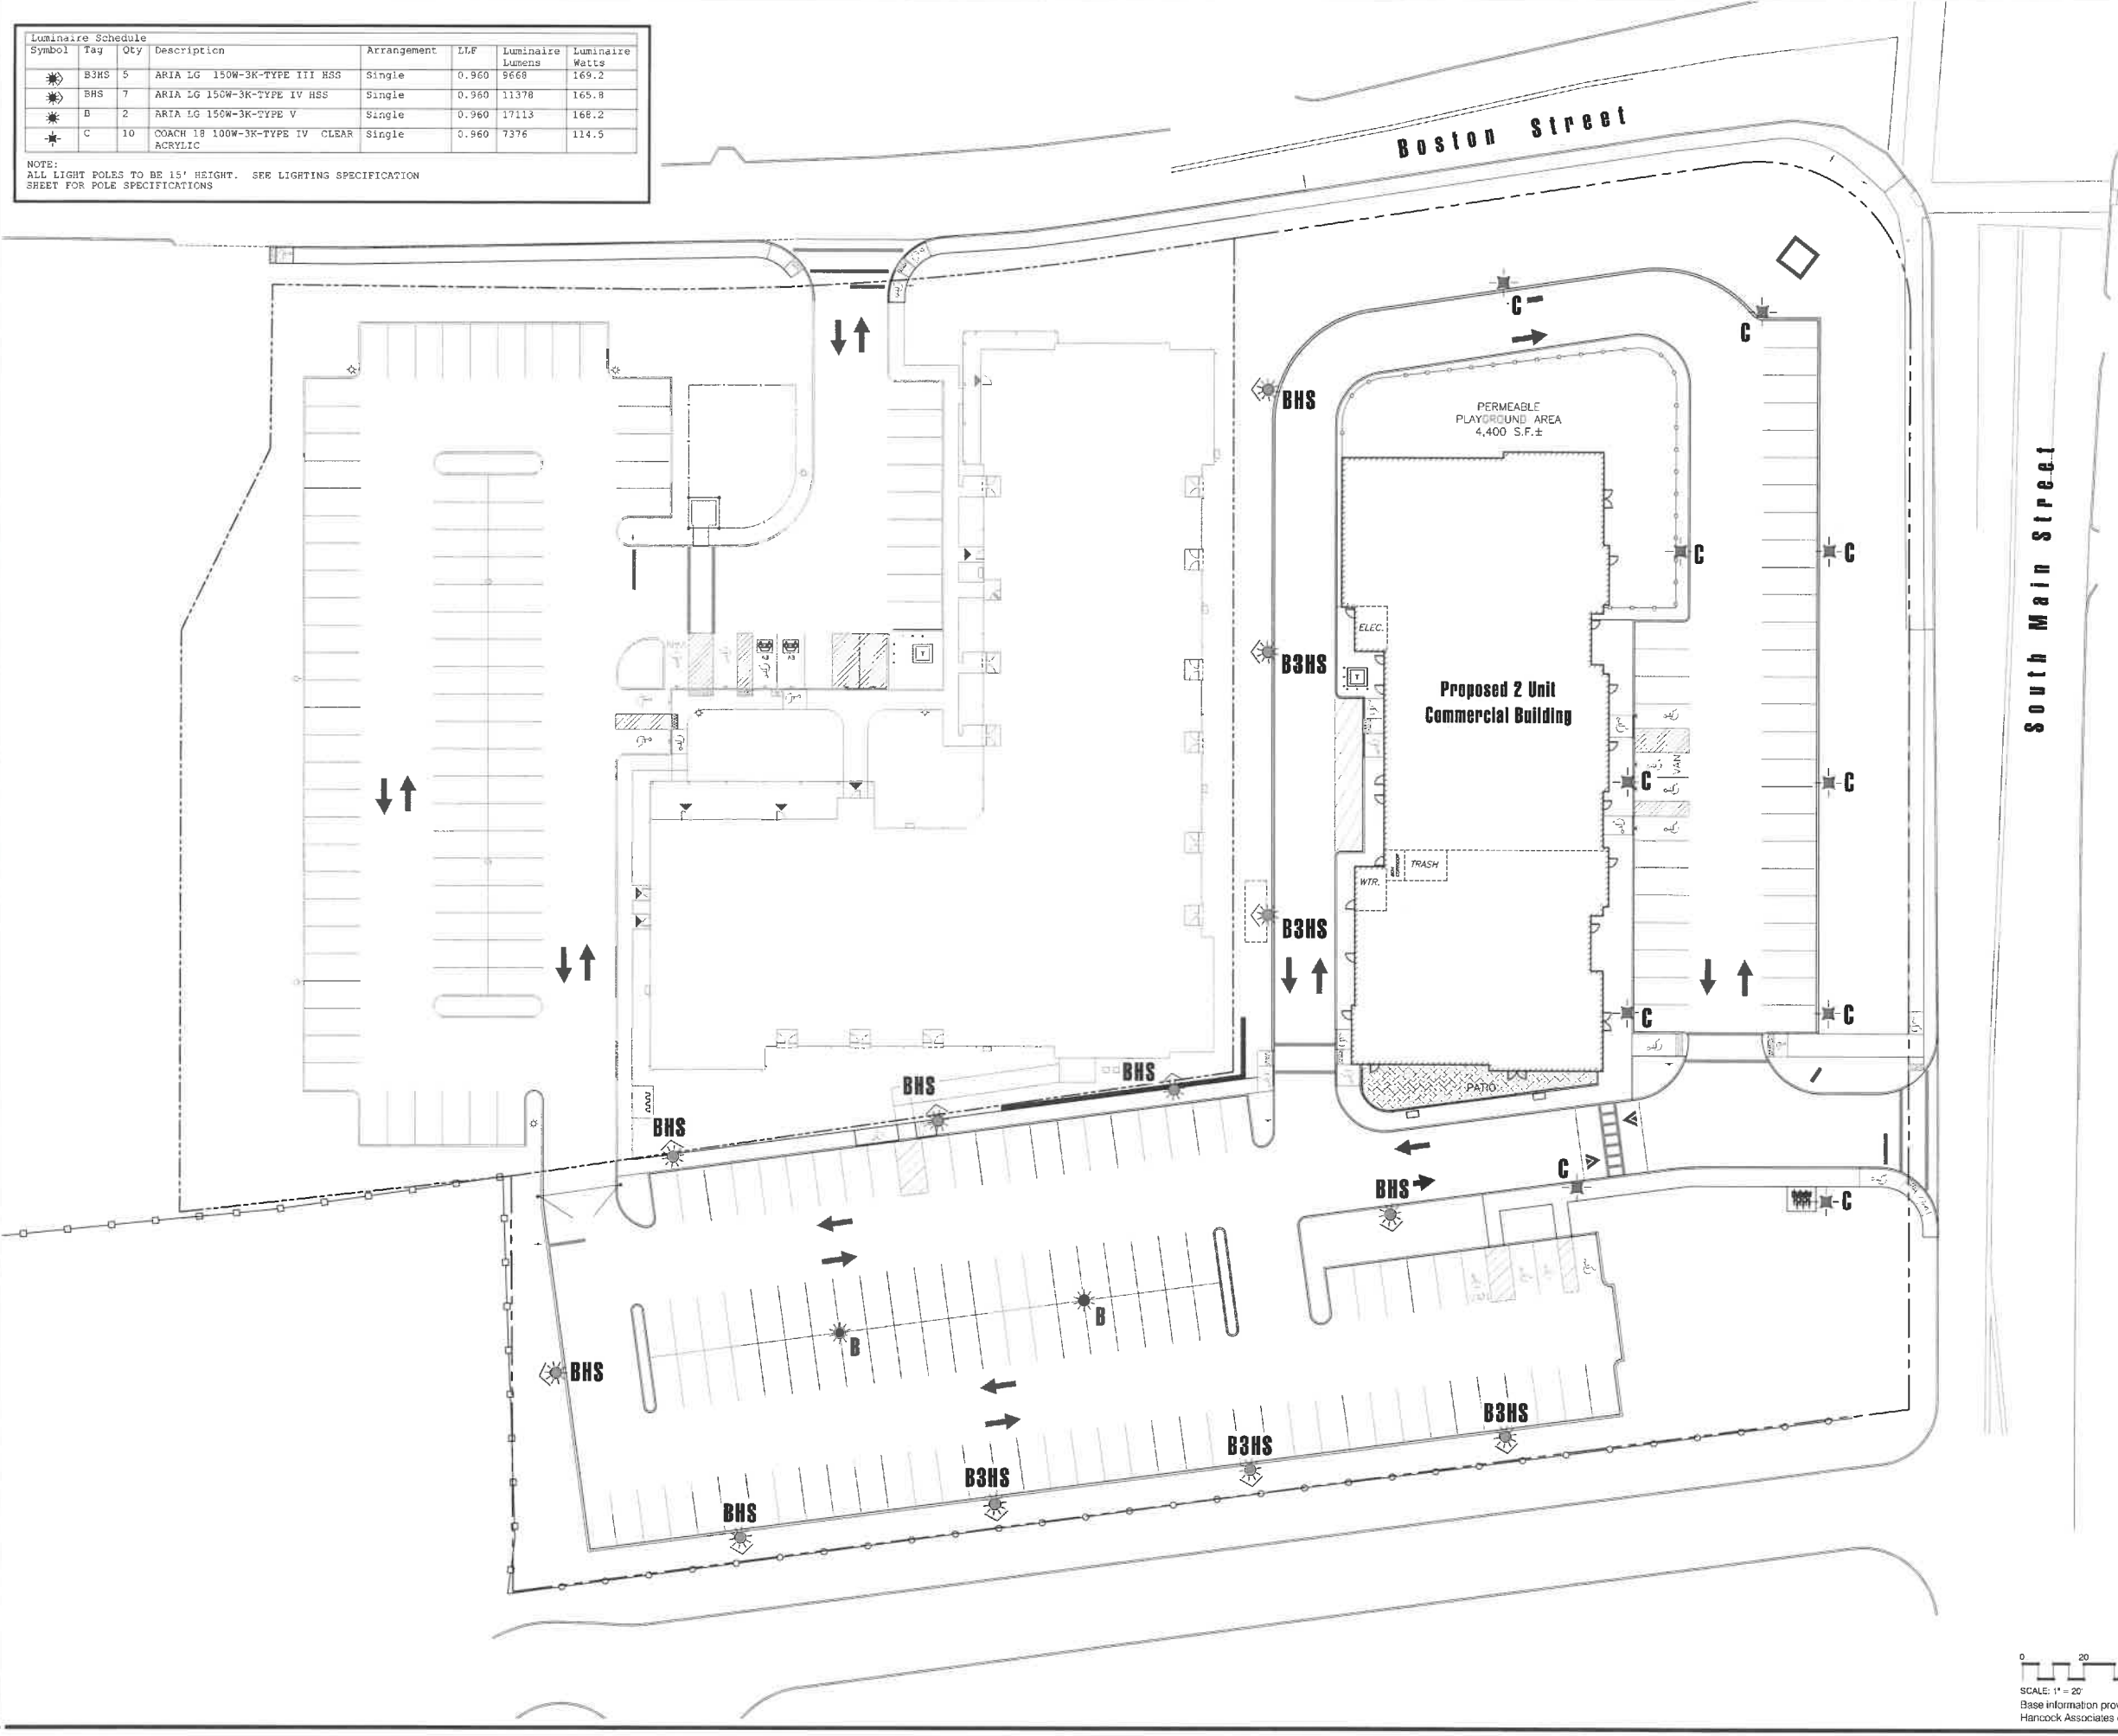 Luminaire Schedule
Symbol Tag Qty Description Arrangement LLF Luminaire Lumens Luminaire Watts
B3HS 5 ARIA LG 150W-3K-TYPE III HSS Single 0.960 9668 169.2
BHS 7 ARIA LG 150W-3K-TYPE IV HSS Single 0.960 11378 165.8
B 2 ARIA LG 150W-3K-TYPE V Single 0.960 17113 168.2
C 10 COACH 18 100W-3K-TYPE IV CLEAR ACRYLIC Single 0.960 7376 114.5
NOTE:
ALL LIGHT POLES TO BE 15' HEIGHT. SEE LIGHTING SPECIFICATION
SHEET FOR POLE SPECIFICATIONS
Boston Street
C
C
BHS
PERMEABLE
PLAYGROUND AREA
4,400 S.F.±
South Main Street
C
C
ELEC.
T
B3HS
T
Proposed 2 Unit
Commercial Building
VAN
C
C
TRASH
WTR.
B3HS
C
C
BHS
BHS
PATIO
BHS
C
BHS
C
B
B
BHS
B3HS
B3HS
B3HS
BHS
0 20
SCALE: 1" = 20'
Base information pro
Hancock Associates